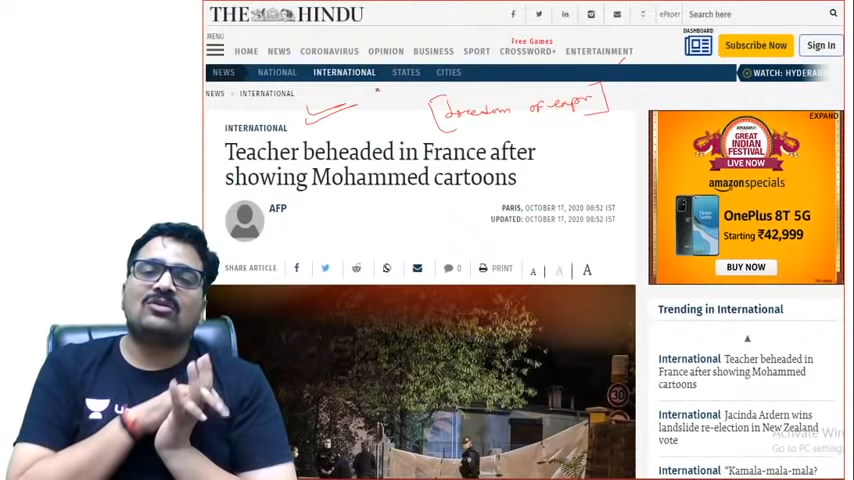 THE HINDU
ePaper
Search here
MENU
HOME NEWS CORONAVIRUS OPINION BUSINESS SPORT
Free Games
CROSSWORD+
ENTERTAINMENT
DASHBOARD
Subscribe Now
Sign In
NEWS NATIONAL INTERNATIONAL STATES CITIES
WATCH: HYDERABA
NEWS > INTERNATIONAL
[freedom of expr]
INTERNATIONAL
Teacher beheaded in France after
showing Mohammed cartoons
AFP
PARIS, OCTOBER 17, 2020 08:52 IST
UPDATED: OCTOBER 17, 2020 08:52 IST
SHARE ARTICLE
0
PRINT
A A A
30
EXPAND
amazon
GREAT
INDIAN
FESTIVAL
LIVE NOW
amazonspecials
OnePlus 8T 5G
Starting ₹42,999
BUY NOW
Trending in International
International Teacher beheaded in
France after showing Mohammed
cartoons
International Jacinda Ardern wins
landslide re-election in New Zealand
vote
International "Kamala-mala-mala?
Activate Win
Go to PC setting